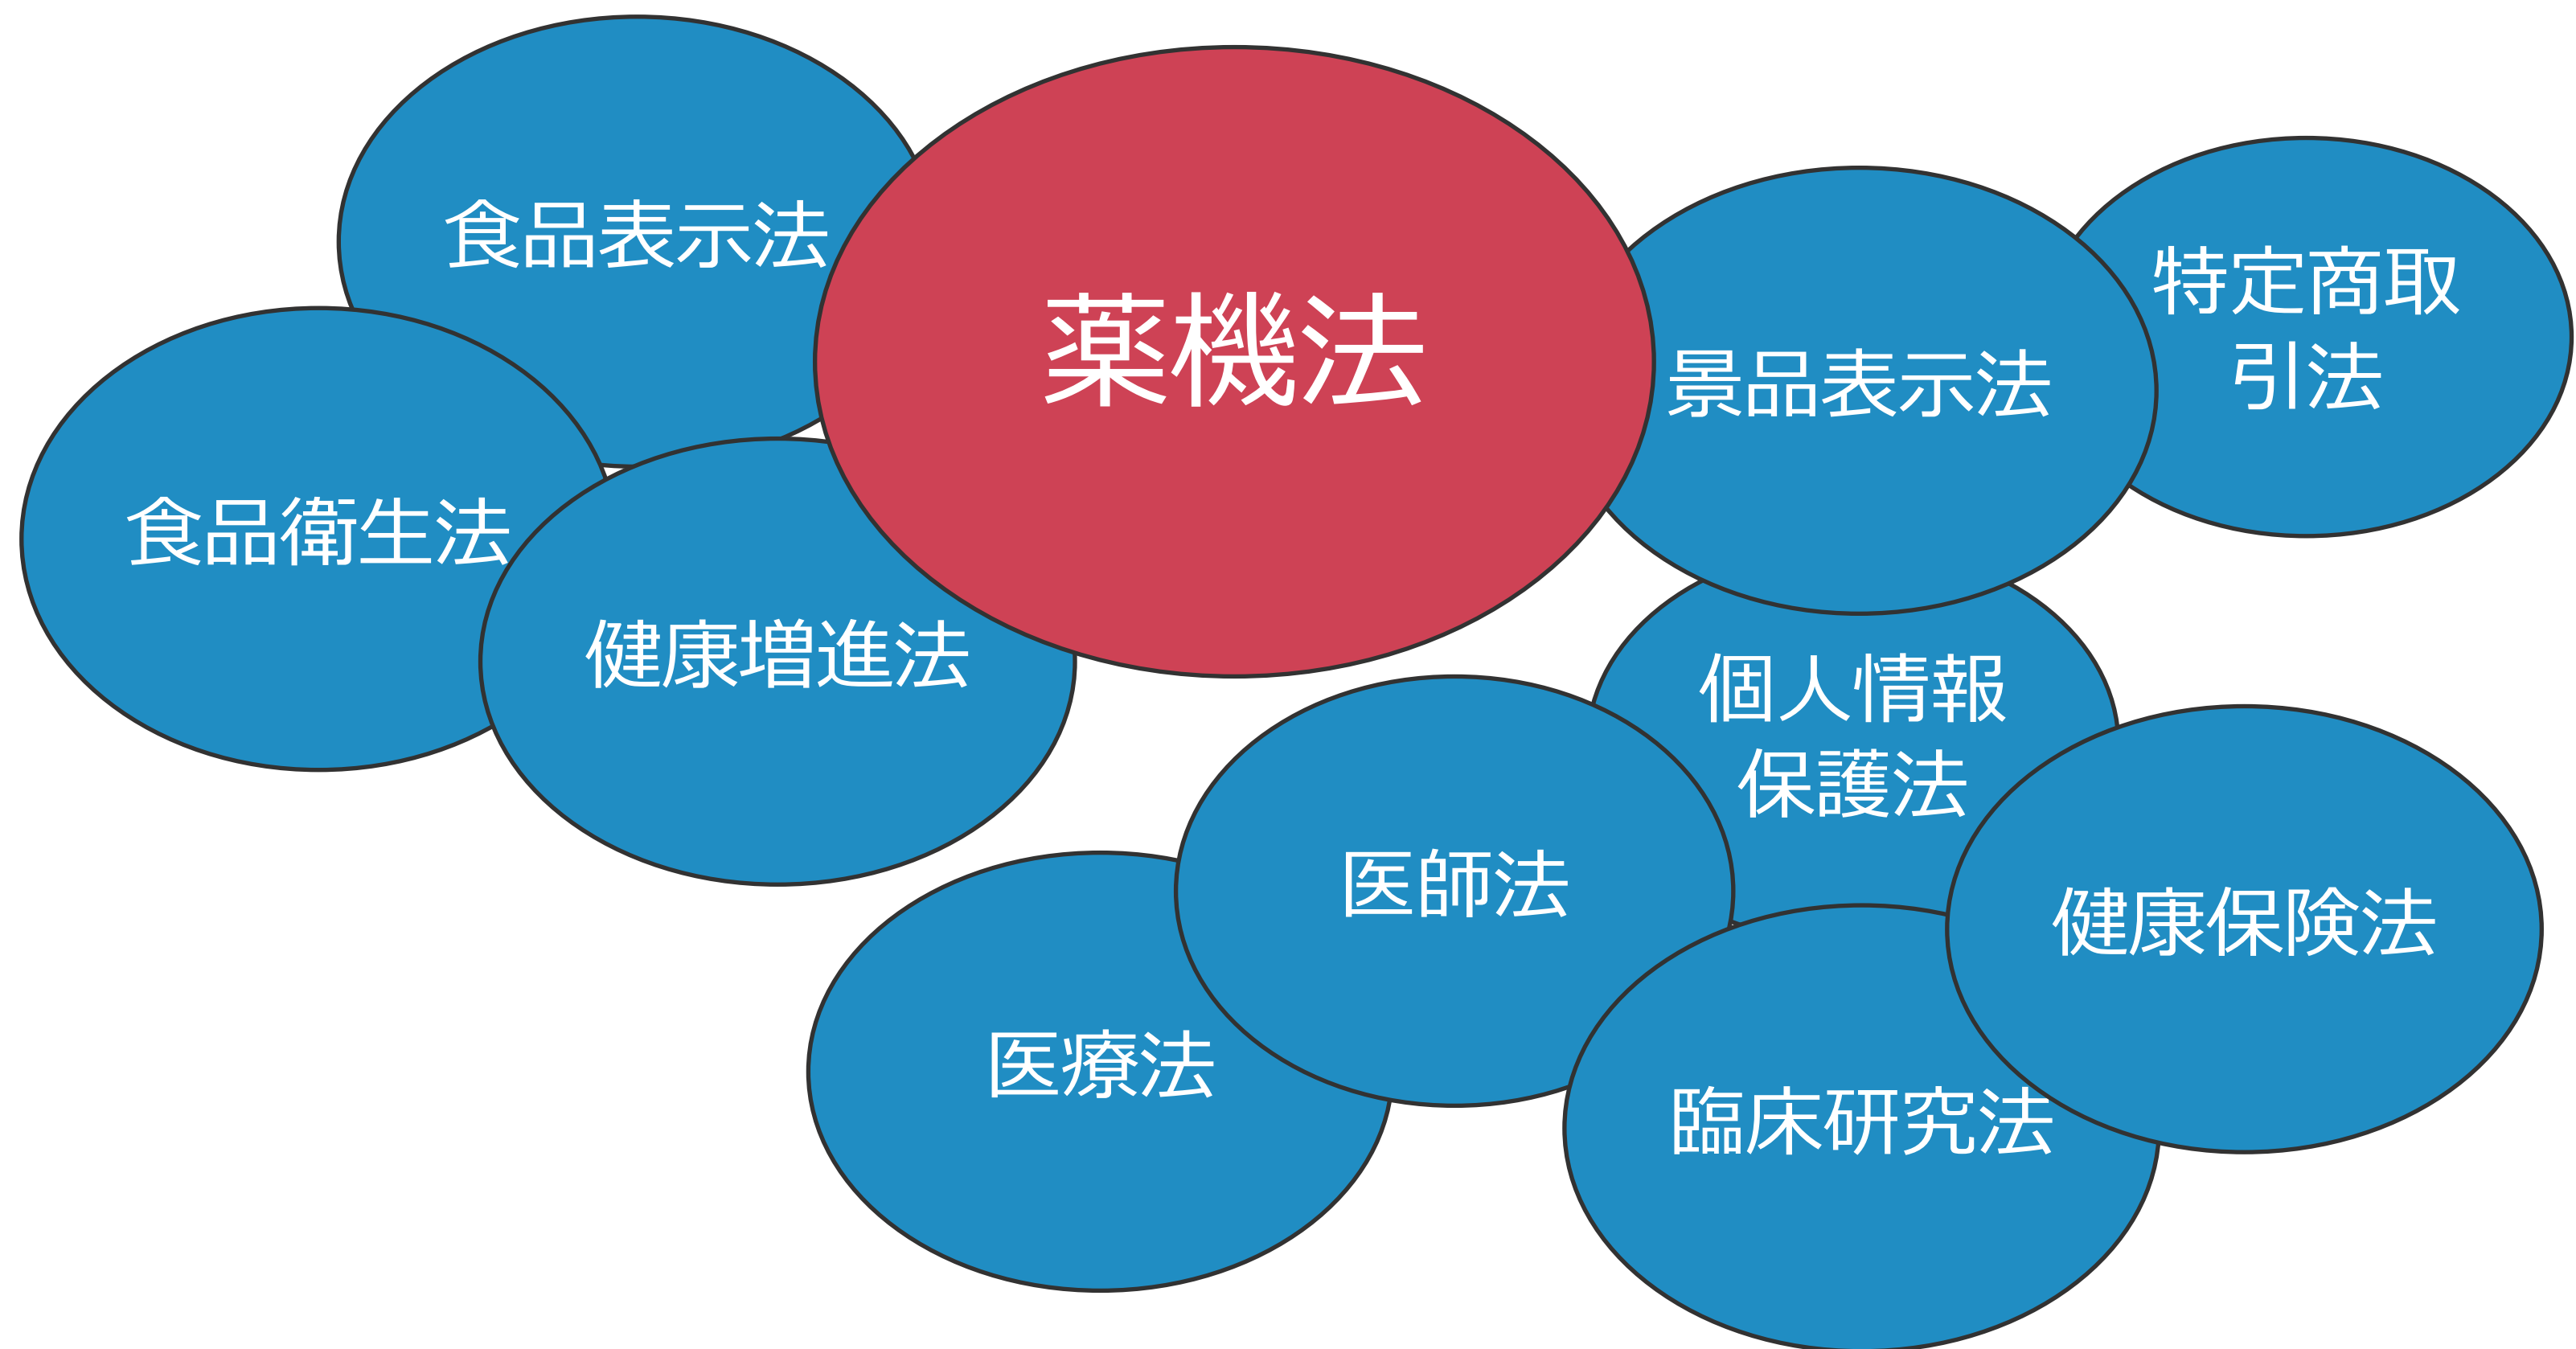 食品表示法
薬機法
特定商取
引法
景品表示法
食品衛生法
健康増進法
個人情報
保護法
医師法
健康保険法
医療法
臨床研究法